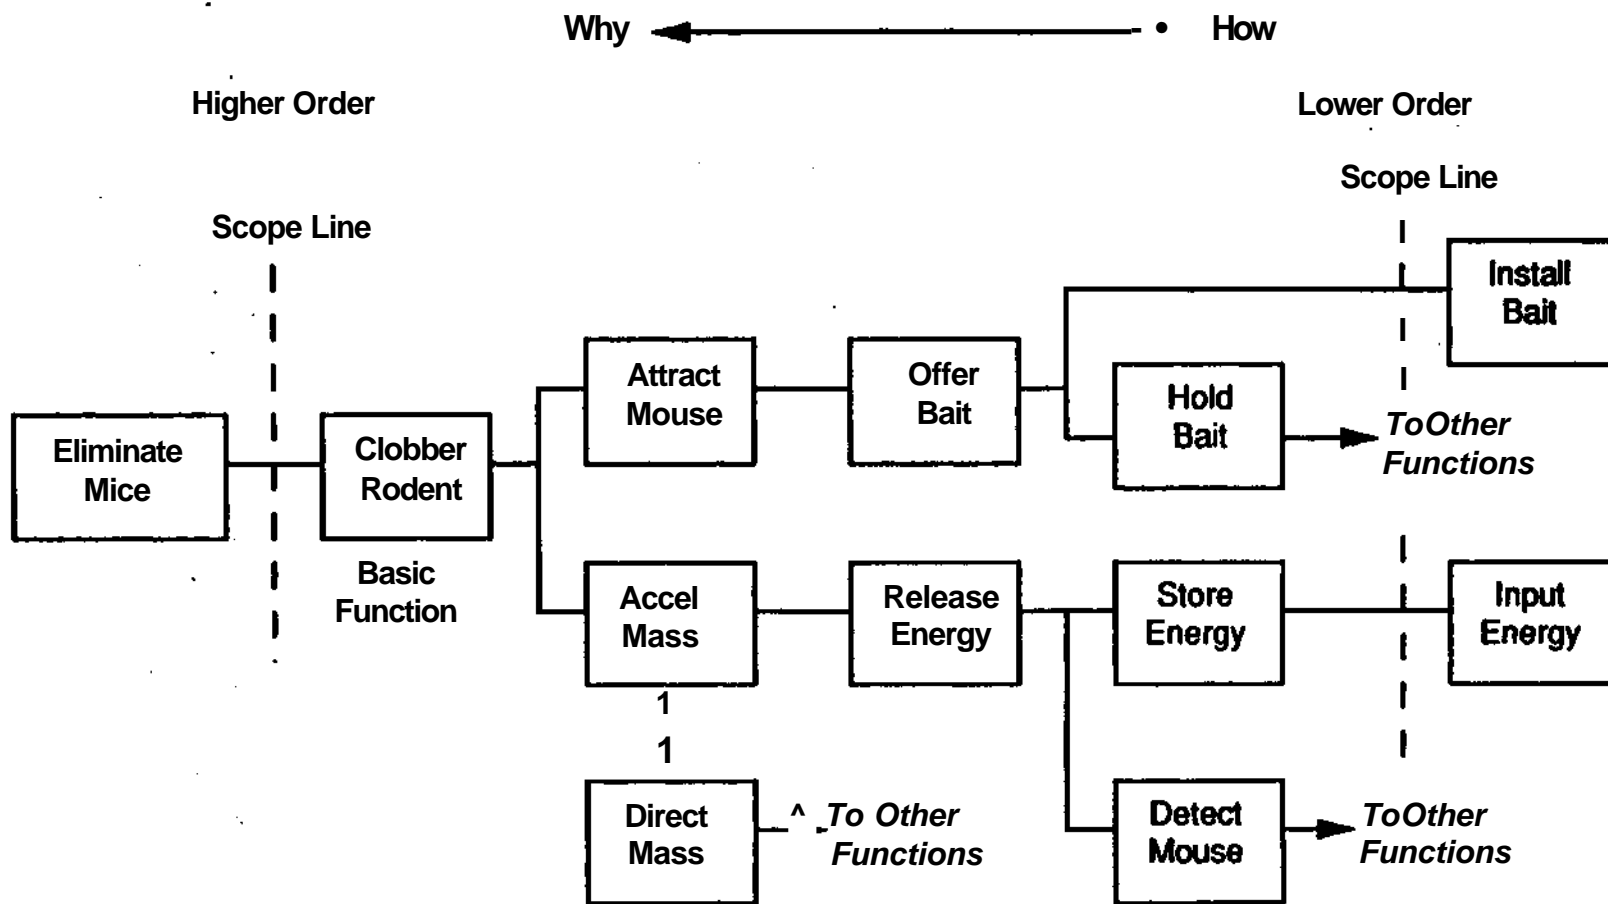 Why
How
Higher Order
Lower Order
Scope Line
Scope Line
Install
Bait
Attract
Mouse
Offer
Bait
Hold
Bait
ToOther
Functions
Eliminate
Mice
Clobber
Rodent
Basic
Function
Accel
Mass
Release
Energy
Store
Energy
Input
Energy
1
1
Direct
Mass
^ To Other
Functions
Detect
Mouse
ToOther
Functions